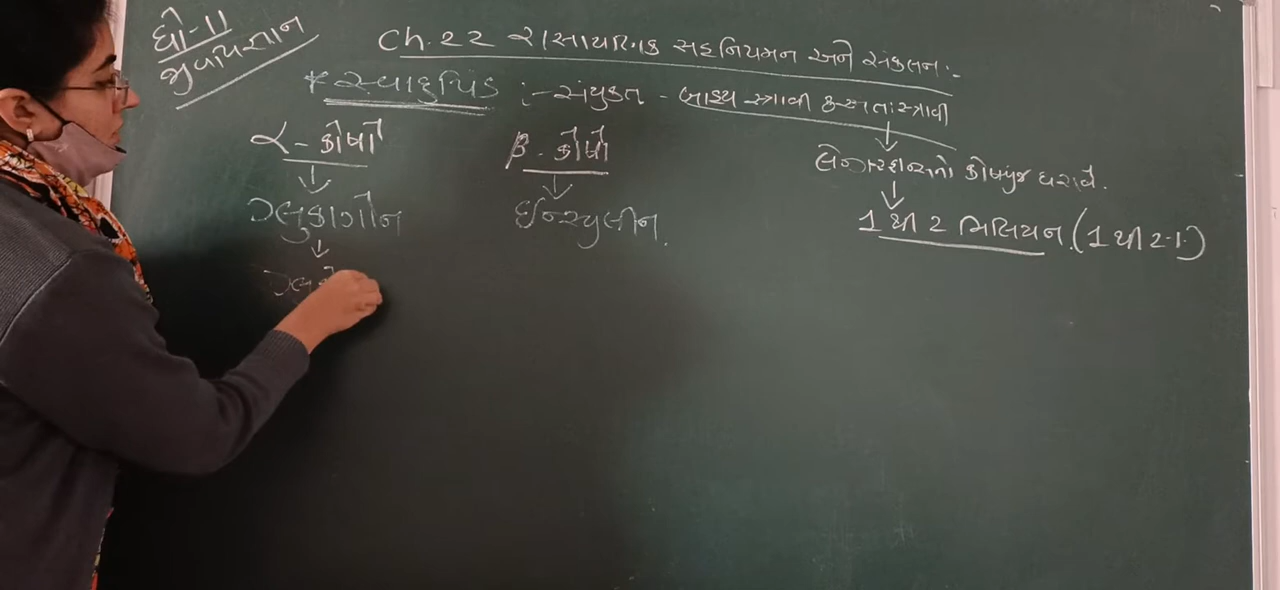 ધો-11
જીવવિજ્ઞાન
Ch. 22 રાસાયણિક સહનિયમન અને સંકલન :-
* સ્વાદુપિંડ :- સંયુક્ત - બાહ્ય સ્ત્રાવી અંતઃસ્ત્રાવી
α - કોષો
β - કોષો
લેન્ગરહાન્સનો કોષપુંજ ધરાવે.
ગ્લુકાગોન
ઈન્સ્યુલીન.
1 થી 2 મિલિયન. (1 થી 2 %)